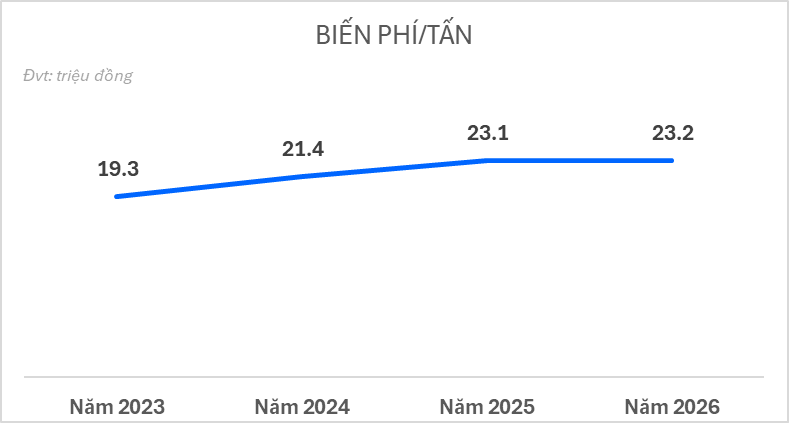 BIẾN PHÍ/TẤN
Đvt: triệu đồng
19.3
21.4
23.1
23.2
Năm 2023
Năm 2024
Năm 2025
Năm 2026